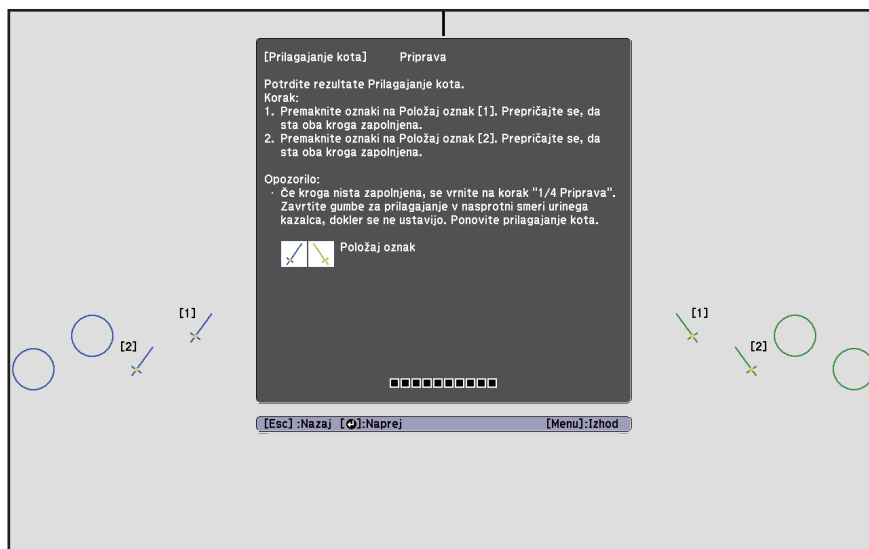 [Prilagajanje kota] Priprava
Potrdite rezultate Prilagajanje kota.
Korak:
1. Premaknite oznaki na Položaj oznak [1]. Prepričajte se, da
sta oba kroga zapolnjena.
2. Premaknite oznaki na Položaj oznak [2]. Prepričajte se, da
sta oba kroga zapolnjena.
Opozorilo:
· Če kroga nista zapolnjena, se vrnite na korak "1/4 Priprava".
Zavrtite gumbe za prilagajanje v nasprotni smeri urinega
kazalca, dokler se ne ustavijo. Ponovite prilagajanje kota.
Položaj oznak
[1]
[2]
[1]
[2]
[Esc] :Nazaj [↵]:Naprej [Menu]:Izhod